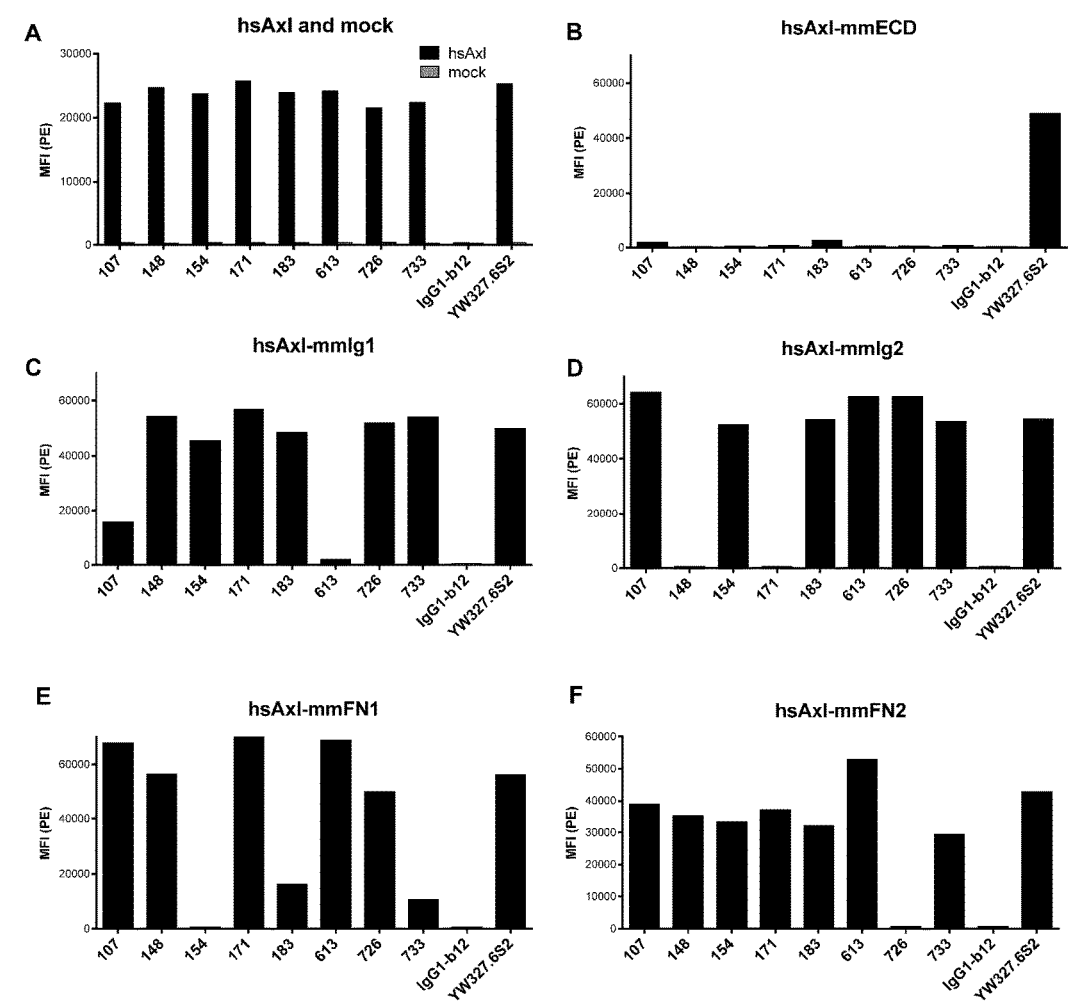 A
hsAxl and mock
hsAxl
mock
MFI (PE)
30000
20000
10000
0
107 148 154 171 183 613 726 733 IgG1-b12 YW327.6S2
B
hsAxl-mmECD
MFI (PE)
60000
40000
20000
0
107 148 154 171 183 613 726 733 IgG1-b12 YW327.6S2
C
hsAxl-mmIg1
MFI (PE)
60000
40000
20000
0
107 148 154 171 183 613 726 733 IgG1-b12 YW327.6S2
D
hsAxl-mmIg2
MFI (PE)
60000
40000
20000
0
107 148 154 171 183 613 726 733 IgG1-b12 YW327.6S2
E
hsAxl-mmFN1
MFI (PE)
60000
40000
20000
0
107 148 154 171 183 613 726 733 IgG1-b12 YW327.6S2
F
hsAxl-mmFN2
MFI (PE)
60000
50000
40000
30000
20000
10000
0
107 148 154 171 183 613 726 733 IgG1-b12 YW327.6S2